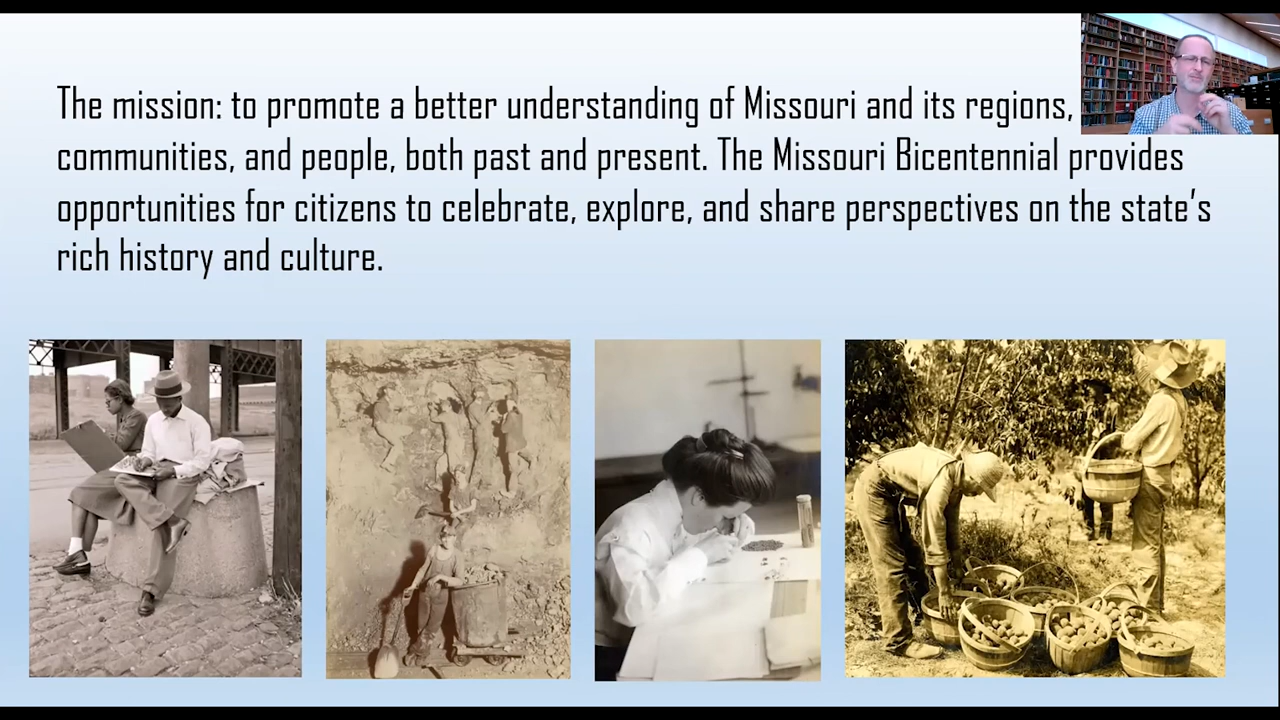 The mission: to promote a better understanding of Missouri and its regions,
communities, and people, both past and present. The Missouri Bicentennial provides
opportunities for citizens to celebrate, explore, and share perspectives on the state's
rich history and culture.